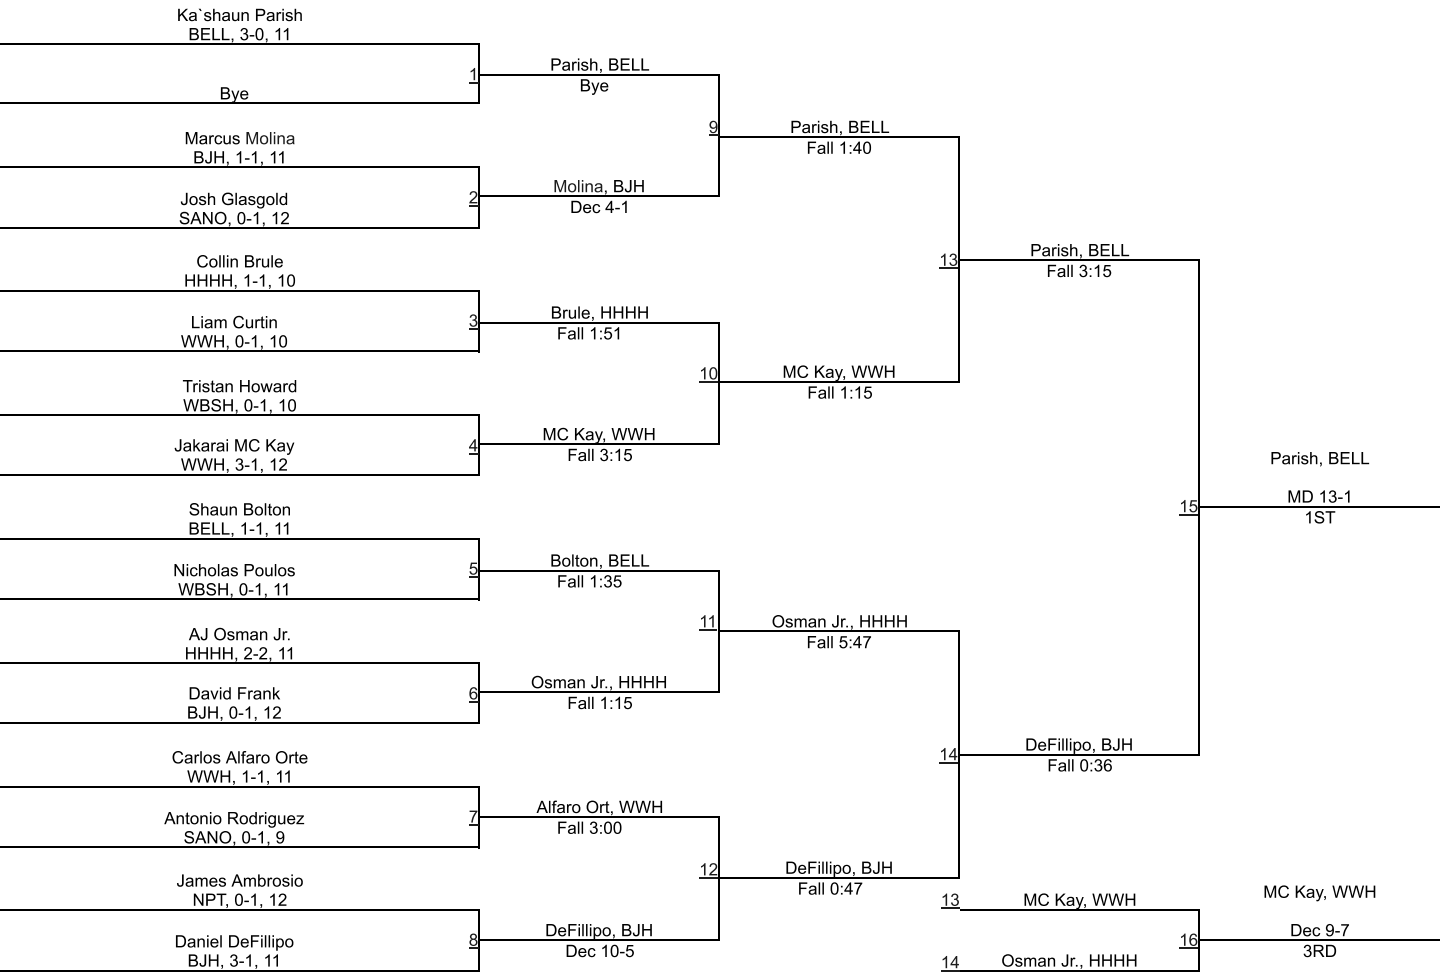 Ka`shaun Parish
BELL, 3-0, 11
Bye
Marcus Molina
BJH, 1-1, 11
Josh Glasgold
SANO, 0-1, 12
Collin Brule
HHHH, 1-1, 10
Liam Curtin
WWH, 0-1, 10
Tristan Howard
WBSH, 0-1, 10
Jakarai MC Kay
WWH, 3-1, 12
Shaun Bolton
BELL, 1-1, 11
Nicholas Poulos
WBSH, 0-1, 11
AJ Osman Jr.
HHHH, 2-2, 11
David Frank
BJH, 0-1, 12
Carlos Alfaro Orte
WWH, 1-1, 11
Antonio Rodriguez
SANO, 0-1, 9
James Ambrosio
NPT, 0-1, 12
Daniel DeFillipo
BJH, 3-1, 11
1
Parish, BELL
Bye
2
Molina, BJH
Dec 4-1
3
Brule, HHHH
Fall 1:51
4
MC Kay, WWH
Fall 3:15
5
Bolton, BELL
Fall 1:35
6
Osman Jr., HHHH
Fall 1:15
7
Alfaro Ort, WWH
Fall 3:00
8
DeFillipo, BJH
Dec 10-5
9
Parish, BELL
Fall 1:40
10
MC Kay, WWH
Fall 1:15
11
Osman Jr., HHHH
Fall 5:47
12
DeFillipo, BJH
Fall 0:47
13
Parish, BELL
Fall 3:15
14
DeFillipo, BJH
Fall 0:36
15
Parish, BELL
MD 13-1
1ST
13
MC Kay, WWH
14
Osman Jr., HHHH
16
MC Kay, WWH
Dec 9-7
3RD